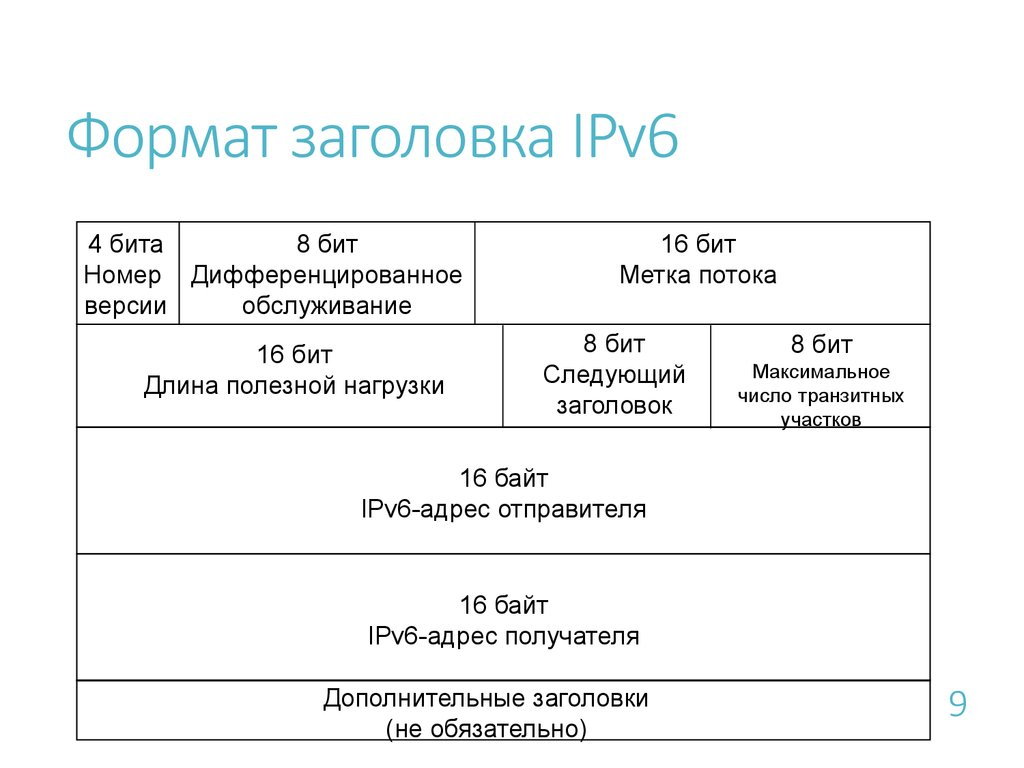 Формат заголовка IPv6
4 бита
Номер
версии
8 бит
Дифференцированное
обслуживание
16 бит
Метка потока
16 бит
Длина полезной нагрузки
8 бит
Следующий
заголовок
8 бит
Максимальное
число транзитных
участков
16 байт
IPv6-адрес отправителя
16 байт
IPv6-адрес получателя
Дополнительные заголовки
(не обязательно)
9